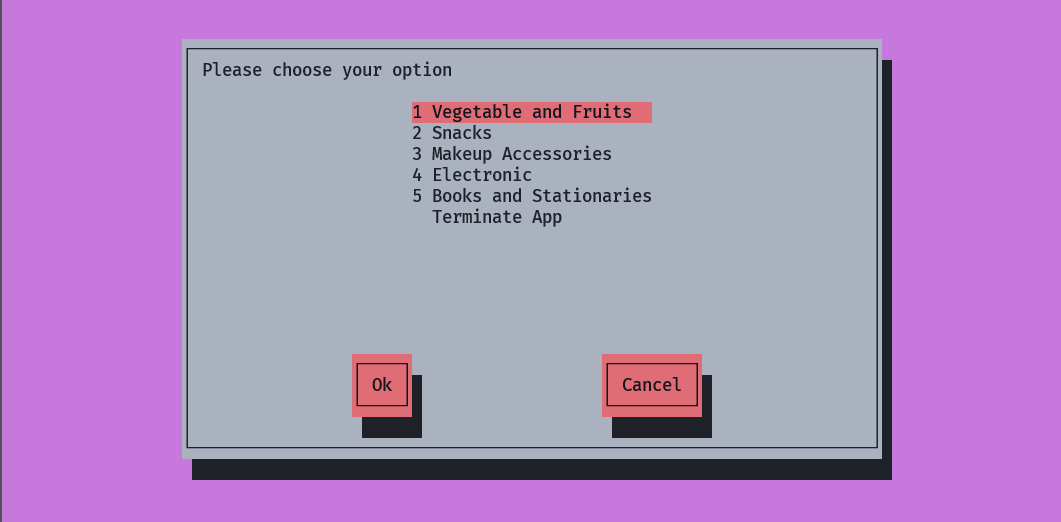 Please choose your option
1 Vegetable and Fruits
2 Snacks
3 Makeup Accessories
4 Electronic
5 Books and Stationaries
Terminate App
Ok
Cancel